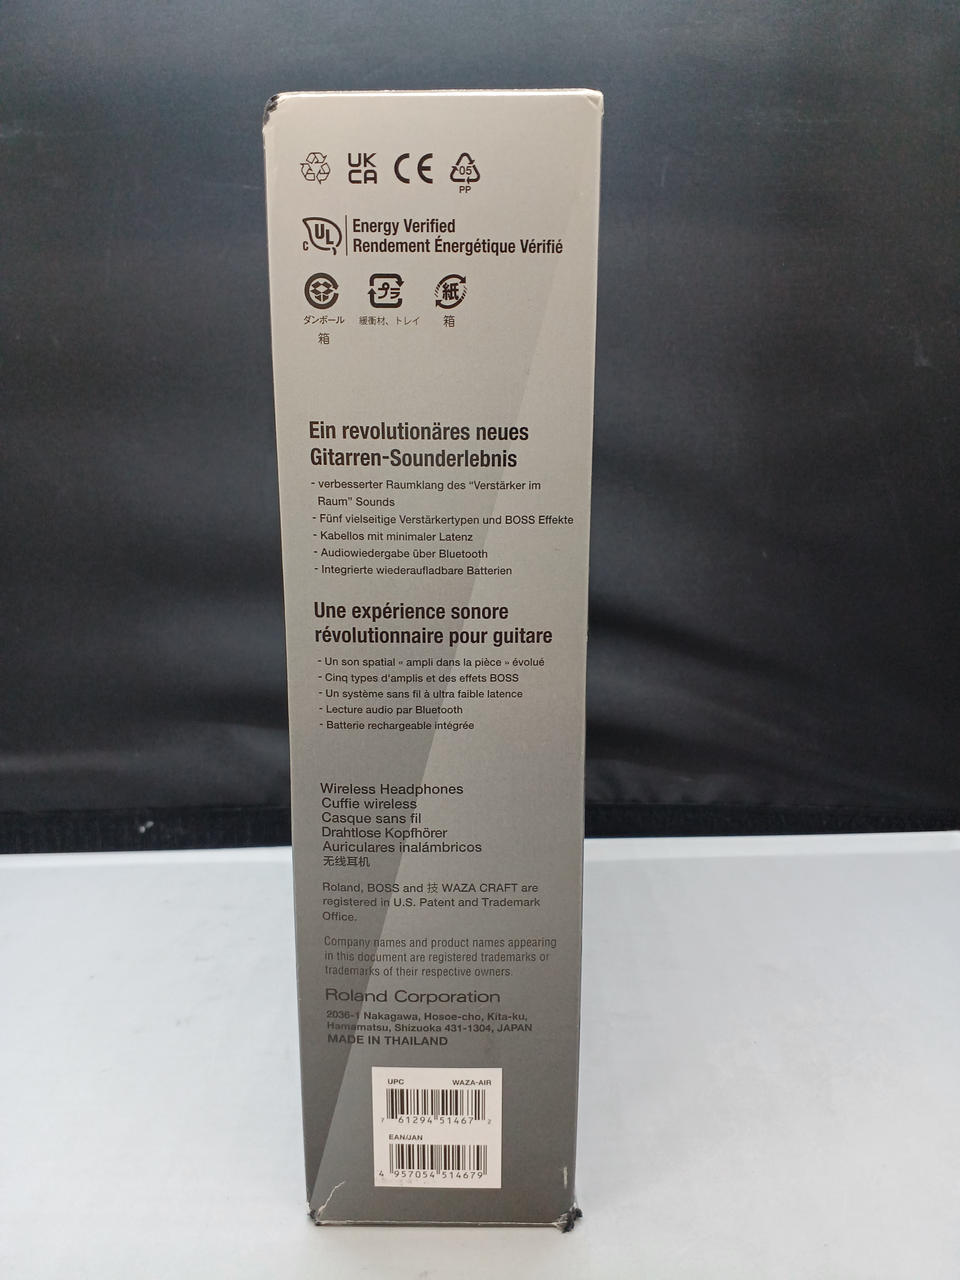 UK
CA
CE
05
PP
C UL
Energy Verified
Rendement Énergétique Vérifié
プラ
紙
ダンボール
箱
緩衝材、トレイ
箱
Ein revolutionäres neues
Gitarren-Sounderlebnis
- verbesserter Raumklang des “Verstärker im
Raum” Sounds
- Fünf vielseitige Verstärkertypen und BOSS Effekte
- Kabellos mit minimaler Latenz
- Audiowiedergabe über Bluetooth
- Integrierte wiederaufladbare Batterien
Une expérience sonore
révolutionnaire pour guitare
- Un son spatial « ampli dans la pièce » évolué
- Cinq types d'amplis et des effets BOSS
- Un système sans fil à ultra faible latence
- Lecture audio par Bluetooth
- Batterie rechargeable intégrée
Wireless Headphones
Cuffie wireless
Casque sans fil
Drahtlose Kopfhörer
Auriculares inalámbricos
无线耳机
Roland, BOSS and 技 WAZA CRAFT are
registered in U.S. Patent and Trademark
Office.
Company names and product names appearing
in this document are registered trademarks or
trademarks of their respective owners.
Roland Corporation
2036-1 Nakagawa, Hosoe-cho, Kita-ku,
Hamamatsu, Shizuoka 431-1304, JAPAN
MADE IN THAILAND
UPC WAZA-AIR
7 61294 51467 2
EAN/JAN
4 957054 514679